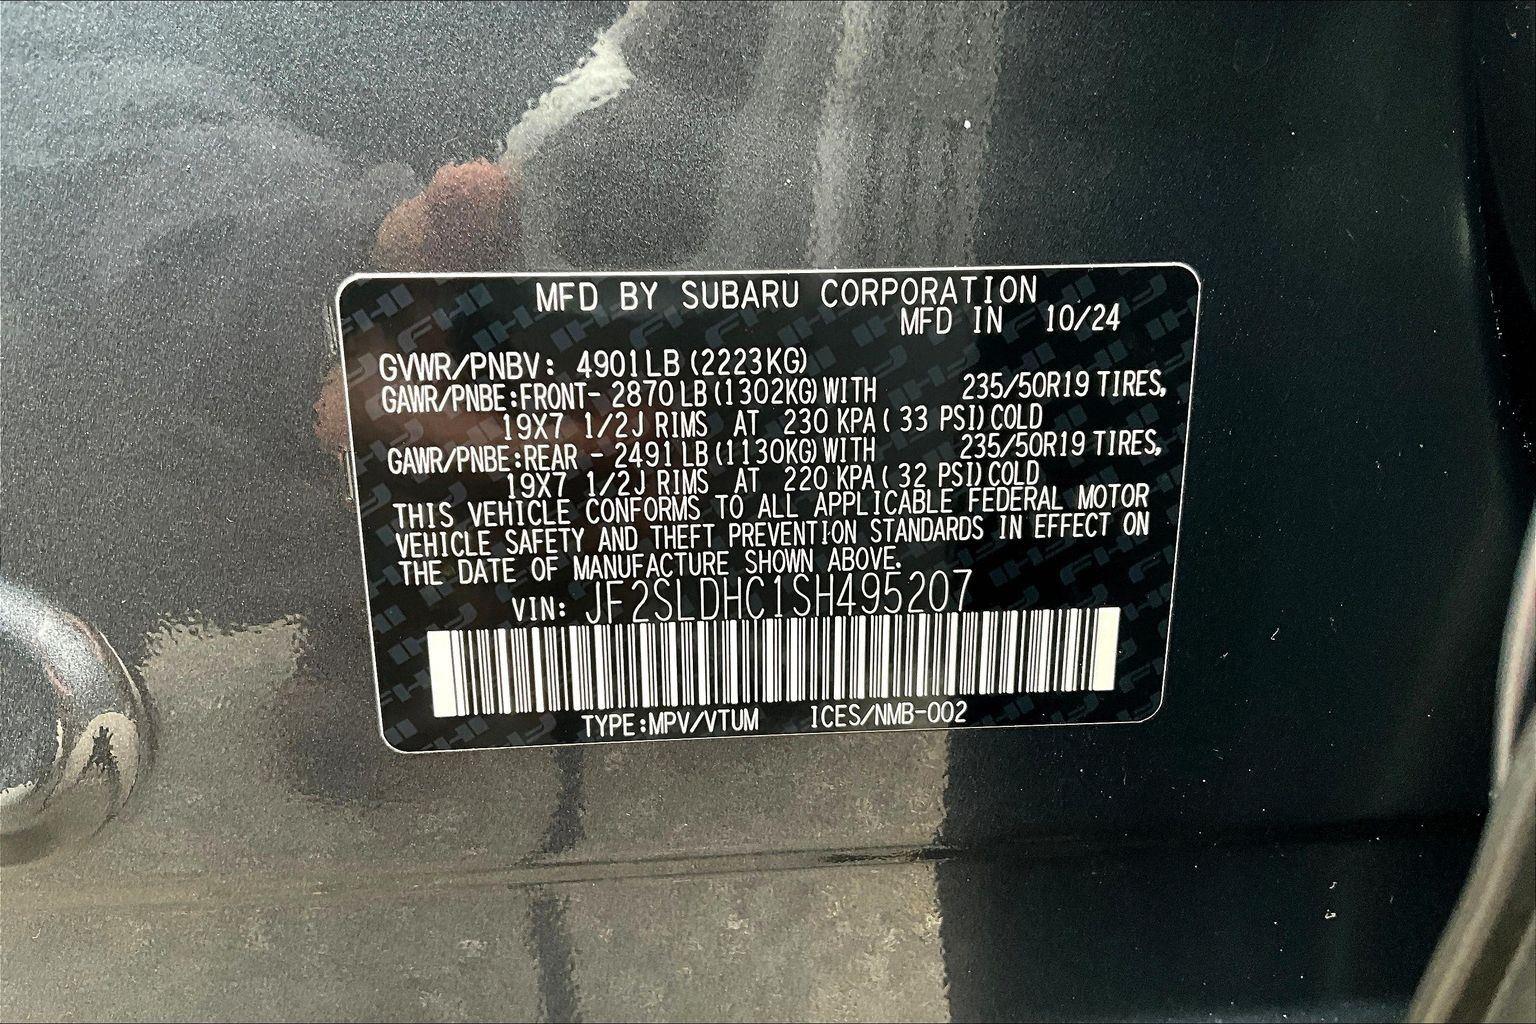 MFD BY SUBARU CORPORATION
MFD IN 10/24
GVWR/PNBV: 4901LB (2223KG)
GAWR/PNBE:FRONT- 2870 LB (1302KG) WITH 235/50R19 TIRES,
19X7 1/2J RIMS AT 230 KPA ( 33 PSI) COLD
GAWR/PNBE:REAR - 2491 LB (1130KG) WITH 235/50R19 TIRES,
19X7 1/2J RIMS AT 220 KPA ( 32 PSI) COLD
THIS VEHICLE CONFORMS TO ALL APPLICABLE FEDERAL MOTOR
VEHICLE SAFETY AND THEFT PREVENTION STANDARDS IN EFFECT ON
THE DATE OF MANUFACTURE SHOWN ABOVE.
VIN: JF2SLDHC1SH495207
TYPE:MPV/VTUM ICES/NMB-002